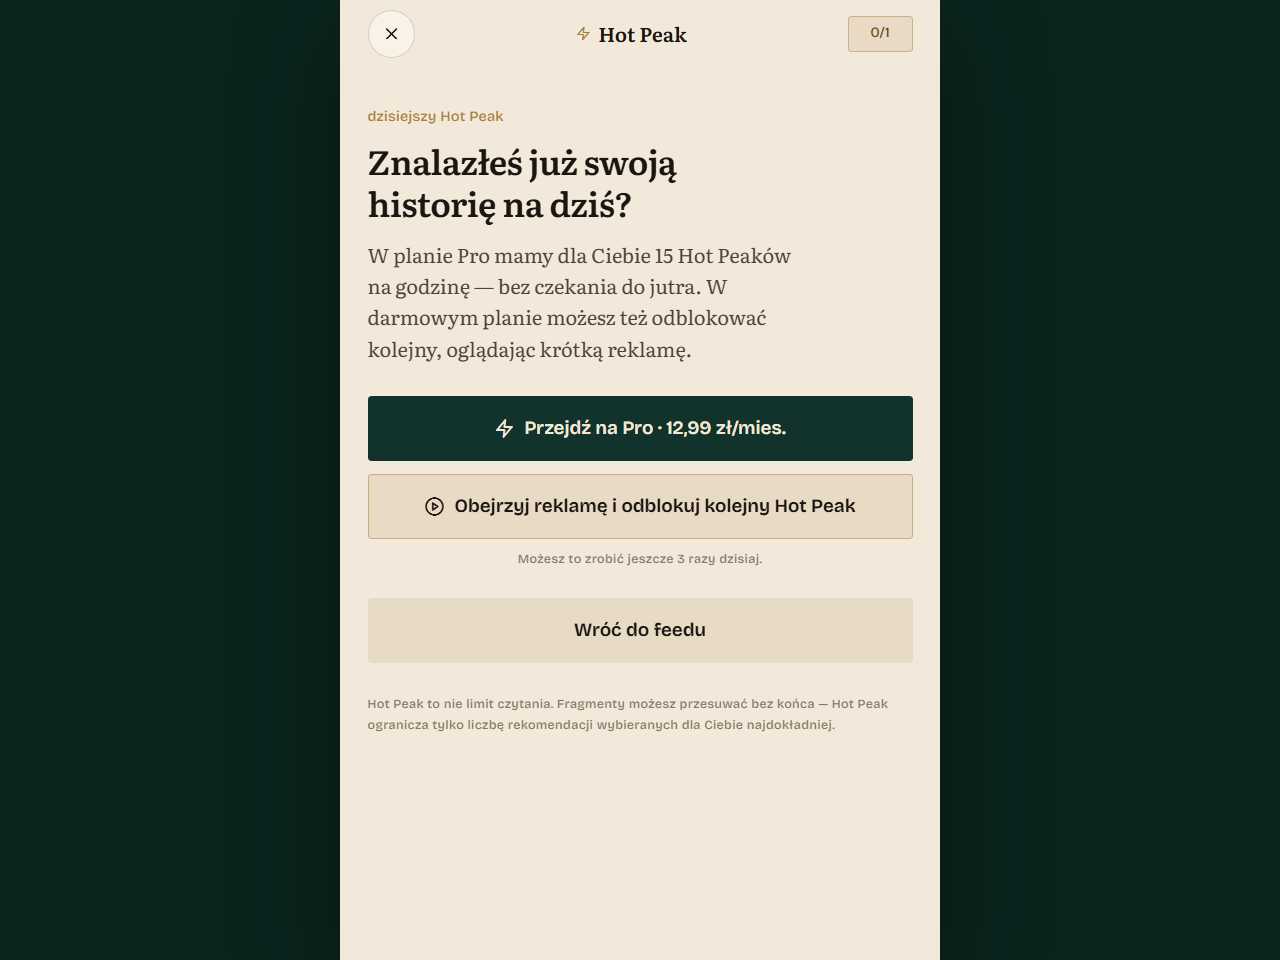 Hot Peak
0/1
dzisiejszy Hot Peak
Znalazłeś już swoją
historię na dziś?
W planie Pro mamy dla Ciebie 15 Hot Peaków
na godzinę — bez czekania do jutra. W
darmowym planie możesz też odblokować
kolejny, oglądając krótką reklamę.
Przejdź na Pro · 12,99 zł/mies.
Obejrzyj reklamę i odblokuj kolejny Hot Peak
Możesz to zrobić jeszcze 3 razy dzisiaj.
Wróć do feedu
Hot Peak to nie limit czytania. Fragmenty możesz przesuwać bez końca — Hot Peak
ogranicza tylko liczbę rekomendacji wybieranych dla Ciebie najdokładniej.